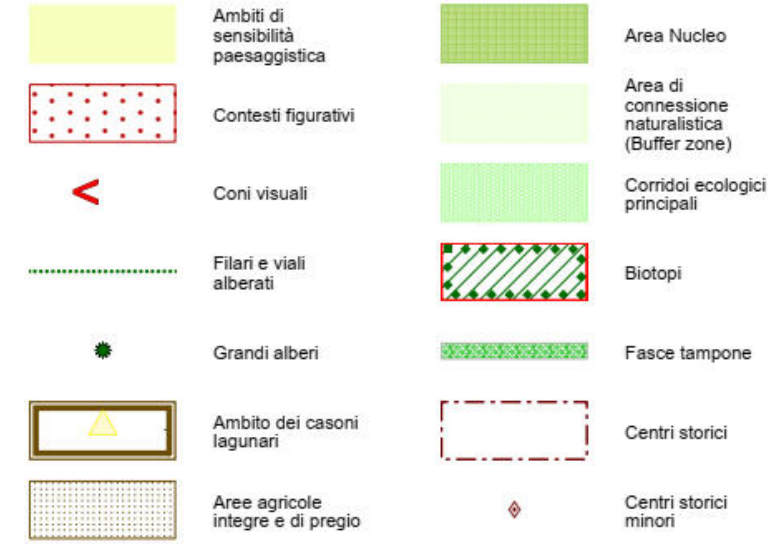 Ambiti di
sensibilità
paesaggistica
Contesti figurativi
Coni visuali
Filari e viali
alberati
Grandi alberi
Ambito dei casoni
lagunari
Aree agricole
integre e di pregio
Area Nucleo
Area di
connessione
naturalistica
(Buffer zone)
Corridoi ecologici
principali
Biotopi
Fasce tampone
Centri storici
Centri storici
minori